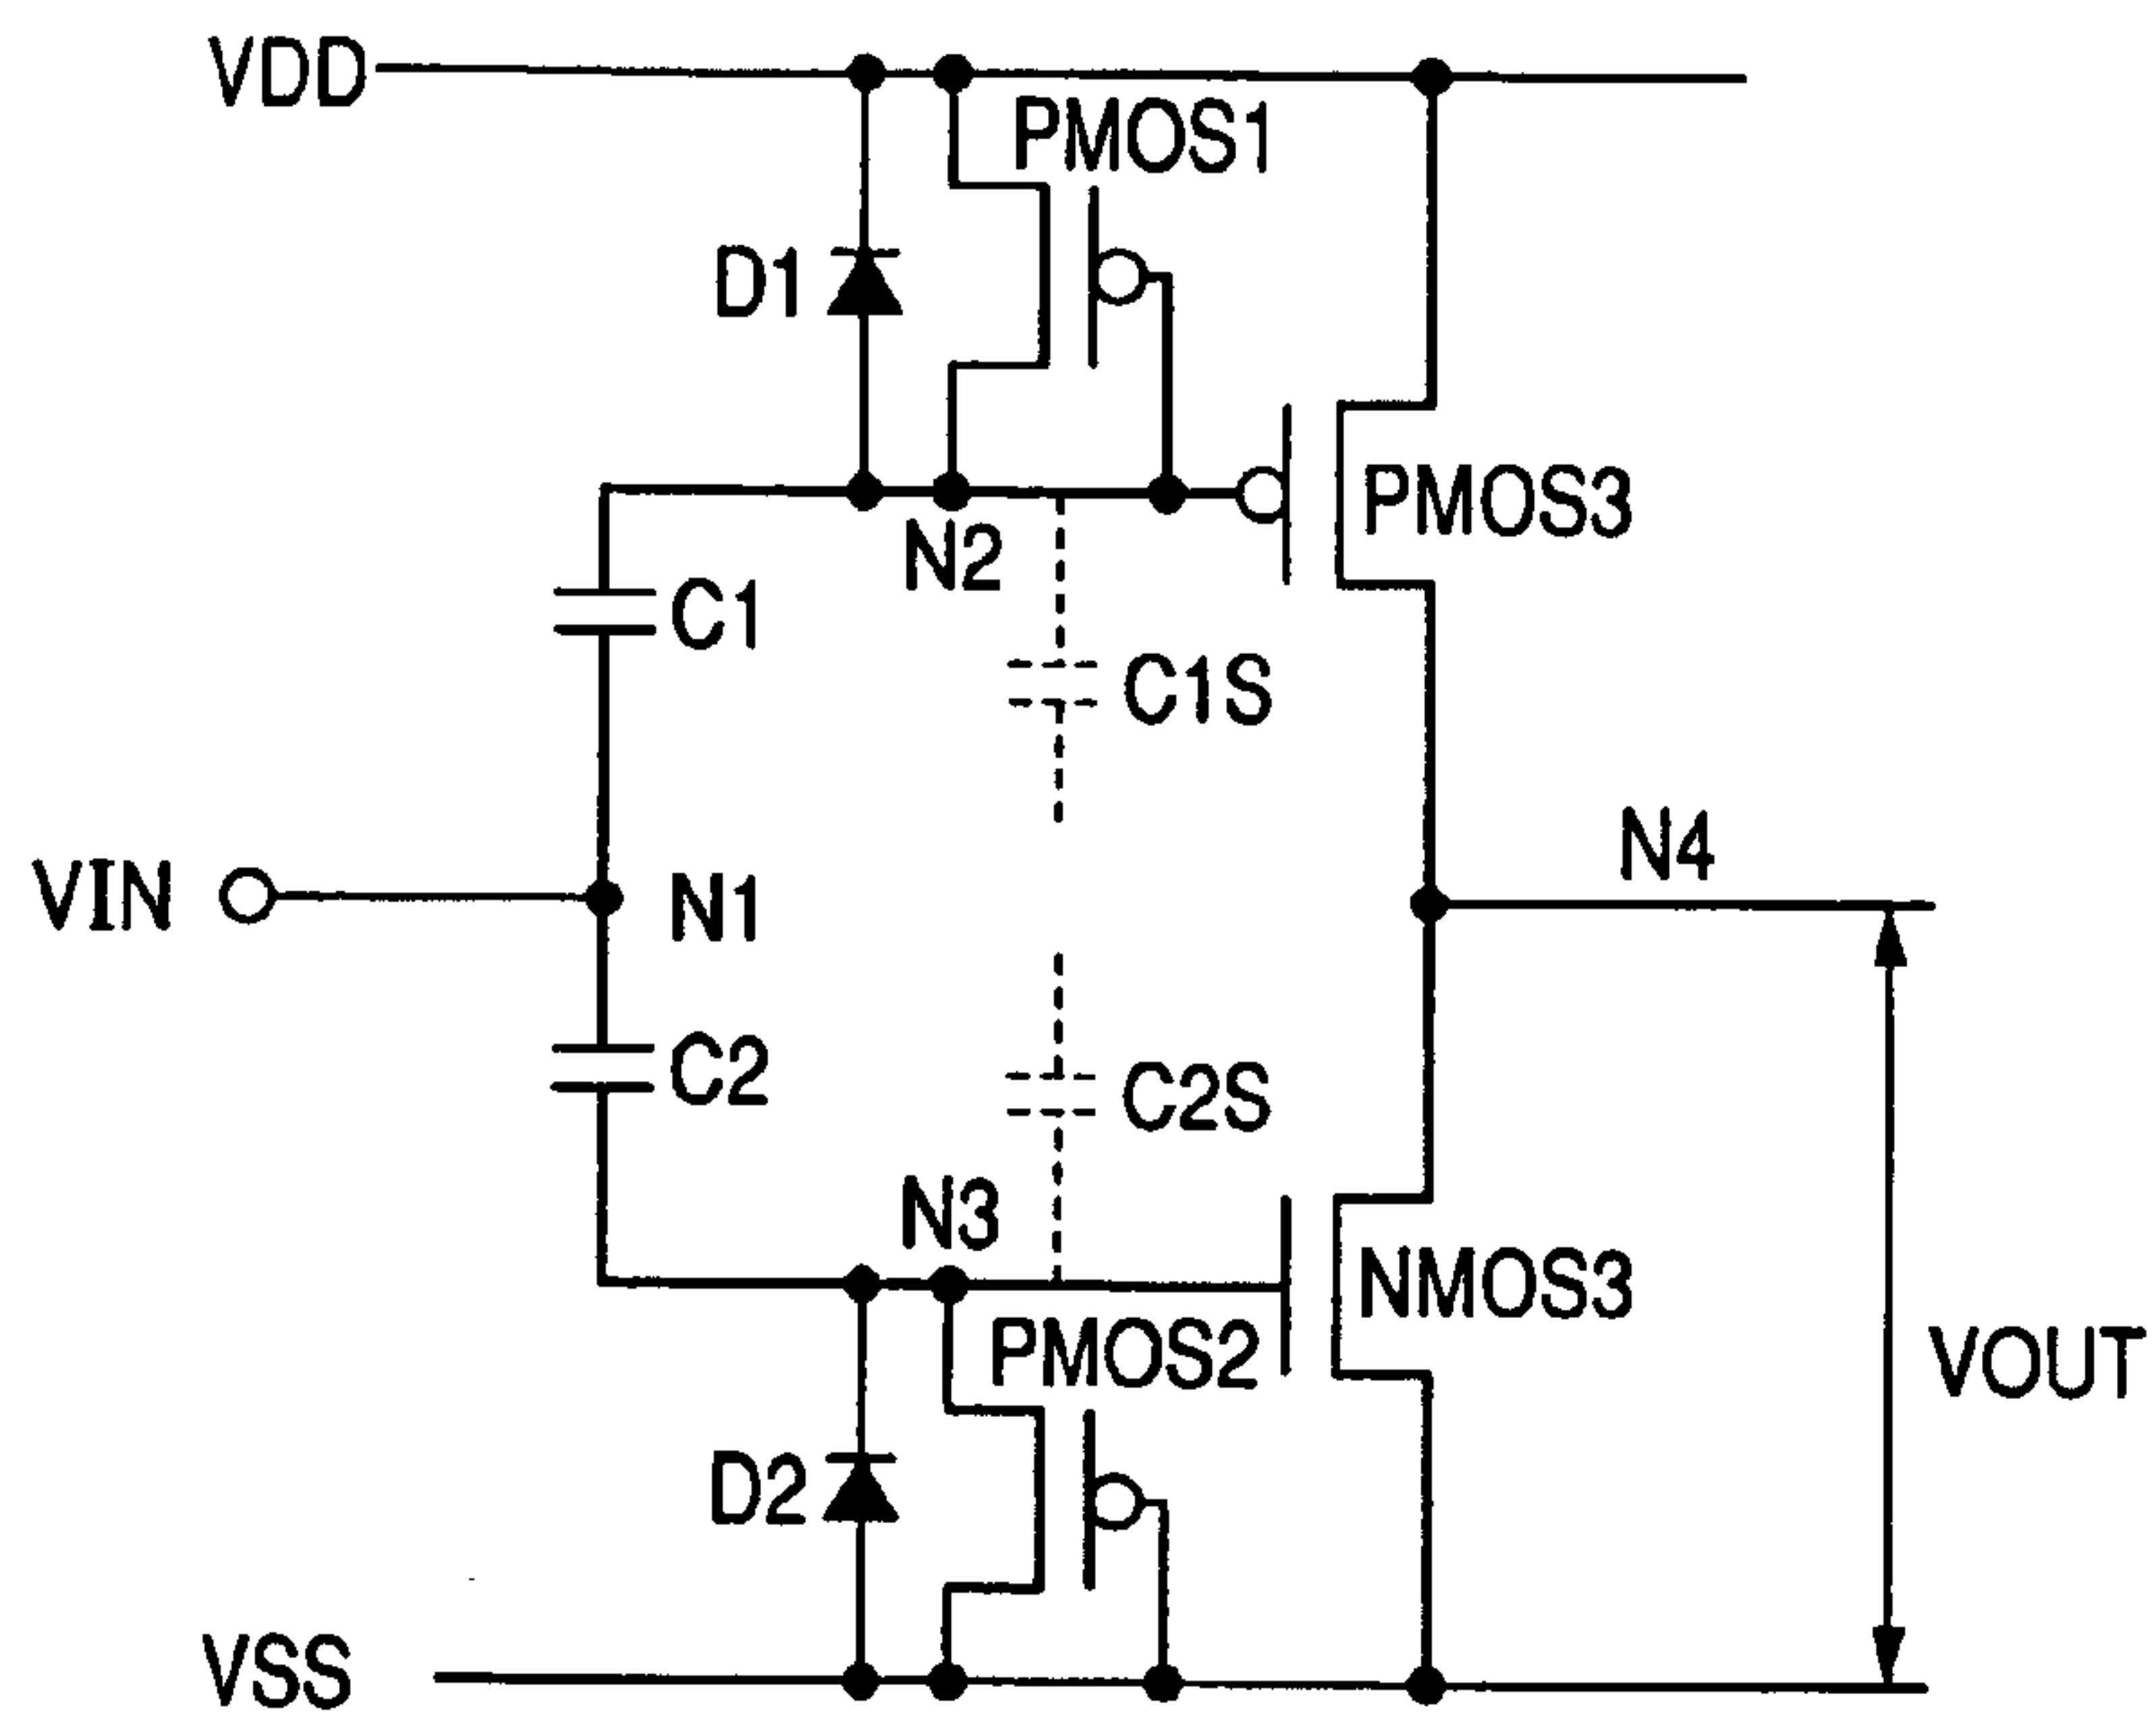 VDD
PMOS1
D1
PMOS3
N2
C1
C1S
N4
VIN
N1
C2
C2S
N3
NMOS3
PMOS2
VOUT
D2
VSS